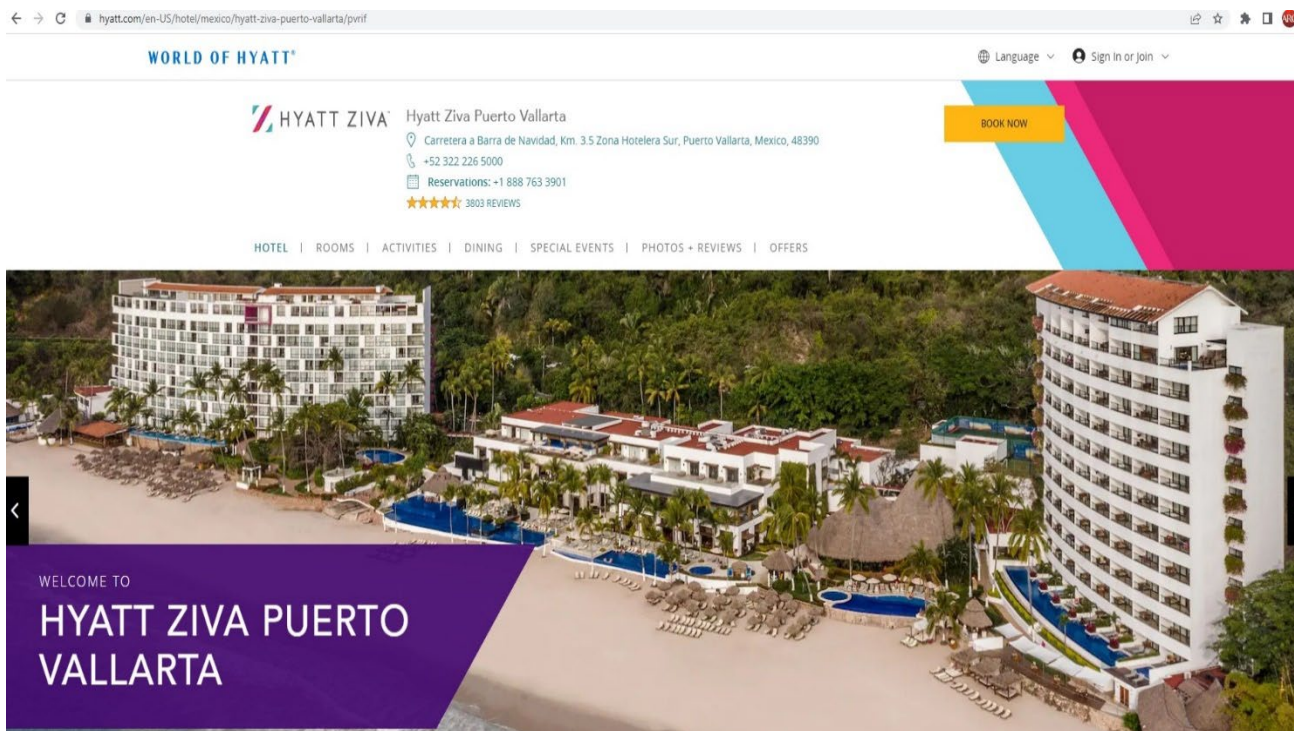 hyatt.com/en-US/hotel/mexico/hyatt-ziva-puerto-vallarta/pvrif
WORLD OF HYATT®
Language
Sign In or Join
HYATT ZIVA™
Hyatt Ziva Puerto Vallarta
Carretera a Barra de Navidad, Km. 3.5 Zona Hotelera Sur, Puerto Vallarta, Mexico, 48390
+52 322 226 5000
Reservations: +1 888 763 3901
3803 REVIEWS
BOOK NOW
HOTEL | ROOMS | ACTIVITIES | DINING | SPECIAL EVENTS | PHOTOS + REVIEWS | OFFERS
WELCOME TO
HYATT ZIVA PUERTO
VALLARTA